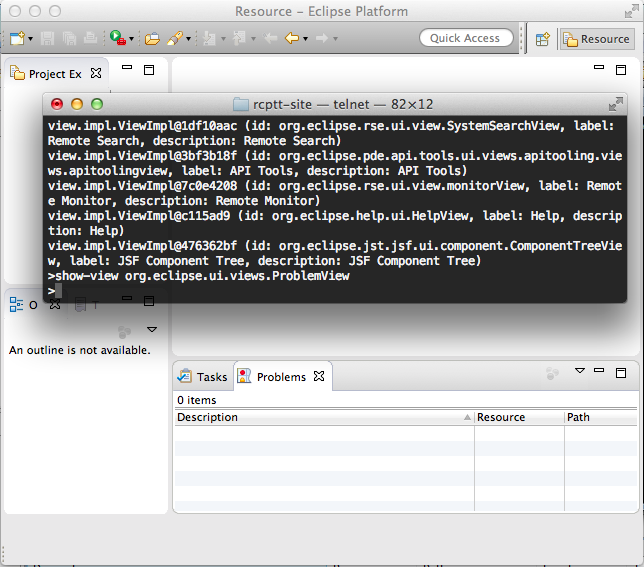 Resource – Eclipse Platform
Quick Access
Resource
Project Ex
rcptt-site — telnet — 82×12
view.impl.ViewImpl@1df10aac (id: org.eclipse.rse.ui.view.SystemSearchView, label:
Remote Search, description: Remote Search)
view.impl.ViewImpl@3bf3b18f (id: org.eclipse.pde.api.tools.ui.views.apitooling.vie
ws.apitoolingview, label: API Tools, description: API Tools)
view.impl.ViewImpl@7c0e4208 (id: org.eclipse.rse.ui.view.monitorView, label: Remot
e Monitor, description: Remote Monitor)
view.impl.ViewImpl@c115ad9 (id: org.eclipse.help.ui.HelpView, label: Help, descrip
tion: Help)
view.impl.ViewImpl@476362bf (id: org.eclipse.jst.jsf.ui.component.ComponentTreeVie
w, label: JSF Component Tree, description: JSF Component Tree)
>show-view org.eclipse.ui.views.ProblemView
>
O T
An outline is not available.
Tasks Problems
0 items
Description Resource Path